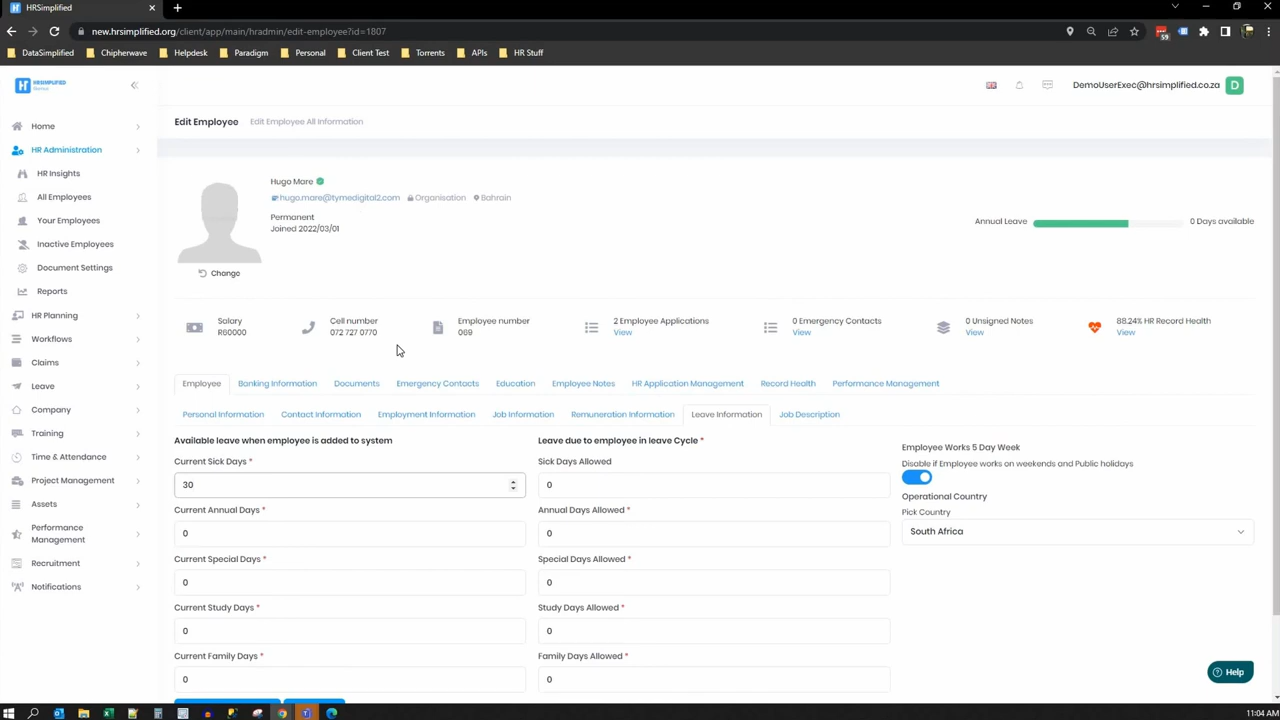 HRSimplified
new.hrsimplified.org/client/app/main/hradmin/edit-employee?id=1807
DataSimplified
Chipherwave
Helpdesk
Paradigm
Personal
Client Test
Torrents
APIs
HR Stuff
HRSIMPLIFIED
DemoUserExec@hrsimplified.co.za
D
Home
HR Administration
HR Insights
All Employees
Your Employees
Inactive Employees
Document Settings
Reports
HR Planning
Workflows
Claims
Leave
Company
Training
Time & Attendance
Project Management
Assets
Performance
Management
Recruitment
Notifications
Edit Employee
Edit Employee All Information
Hugo Mare
hugo.mare@tymedigital2.com Organisation Bahrain
Permanent
Joined 2022/03/01
Change
Annual Leave
0 Days available
Salary
R60000
Cell number
072 727 0770
Employee number
069
2 Employee Applications
View
0 Emergency Contacts
View
0 Unsigned Notes
View
88.24% HR Record Health
View
Employee
Banking Information
Documents
Emergency Contacts
Education
Employee Notes
HR Application Management
Record Health
Performance Management
Personal Information
Contact Information
Employment Information
Job Information
Remuneration Information
Leave Information
Job Description
Available leave when employee is added to system
Current Sick Days *
30
Current Annual Days *
0
Current Special Days *
0
Current Study Days *
0
Current Family Days *
0
Leave due to employee in leave Cycle *
Sick Days Allowed
0
Annual Days Allowed *
0
Special Days Allowed *
0
Study Days Allowed *
0
Family Days Allowed *
0
Employee Works 5 Day Week
Disable if Employee works on weekends and Public holidays
Operational Country
Pick Country
South Africa
Help
11:04 AM